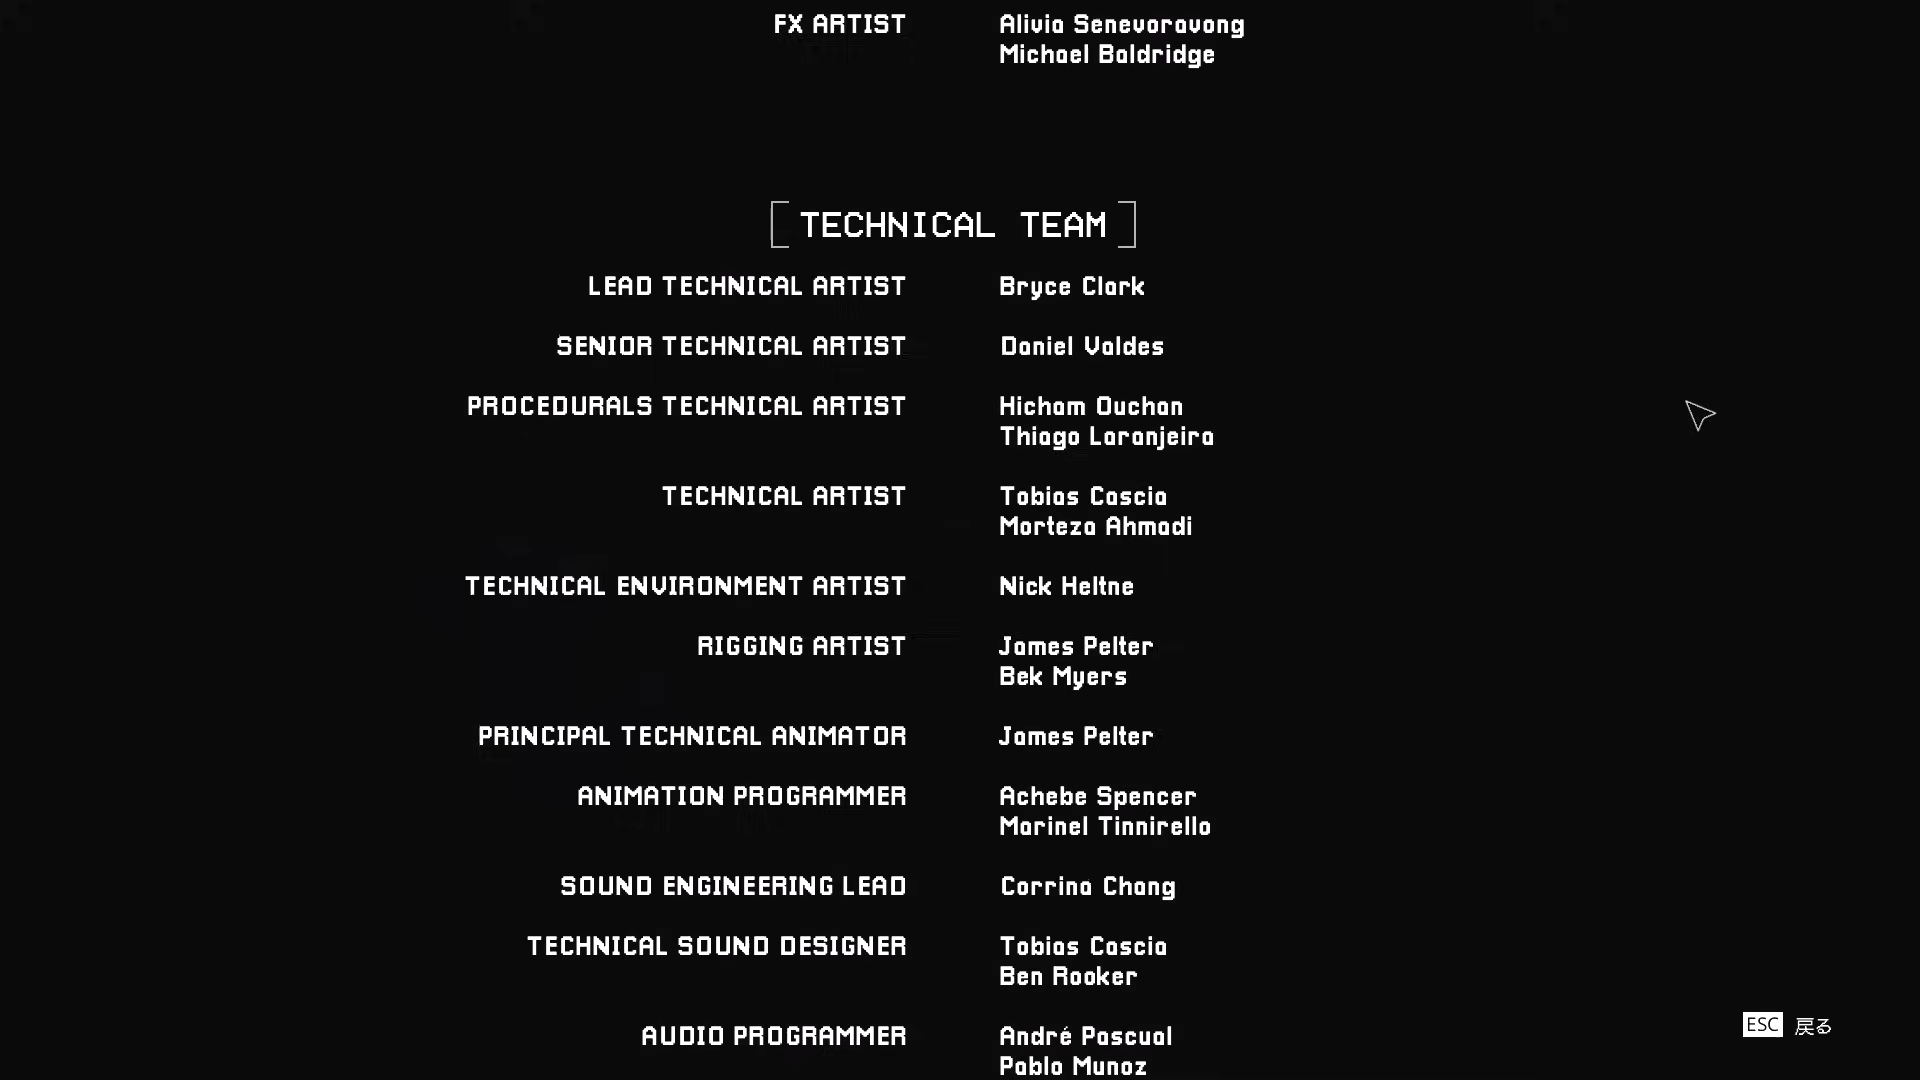 FX ARTIST Alivia Senevoravong
Michael Baldridge
TECHNICAL TEAM
LEAD TECHNICAL ARTIST Bryce Clark
SENIOR TECHNICAL ARTIST Daniel Valdes
PROCEDURALS TECHNICAL ARTIST Hicham Ouchan
Thiago Laranjeira
TECHNICAL ARTIST Tobias Cascia
Morteza Ahmadi
TECHNICAL ENVIRONMENT ARTIST Nick Heltne
RIGGING ARTIST James Pelter
Bek Myers
PRINCIPAL TECHNICAL ANIMATOR James Pelter
ANIMATION PROGRAMMER Achebe Spencer
Marinel Tinnirello
SOUND ENGINEERING LEAD Corrina Chang
TECHNICAL SOUND DESIGNER Tobias Cascia
Ben Rooker
AUDIO PROGRAMMER André Pascual
Pablo Munoz
ESC 戻る